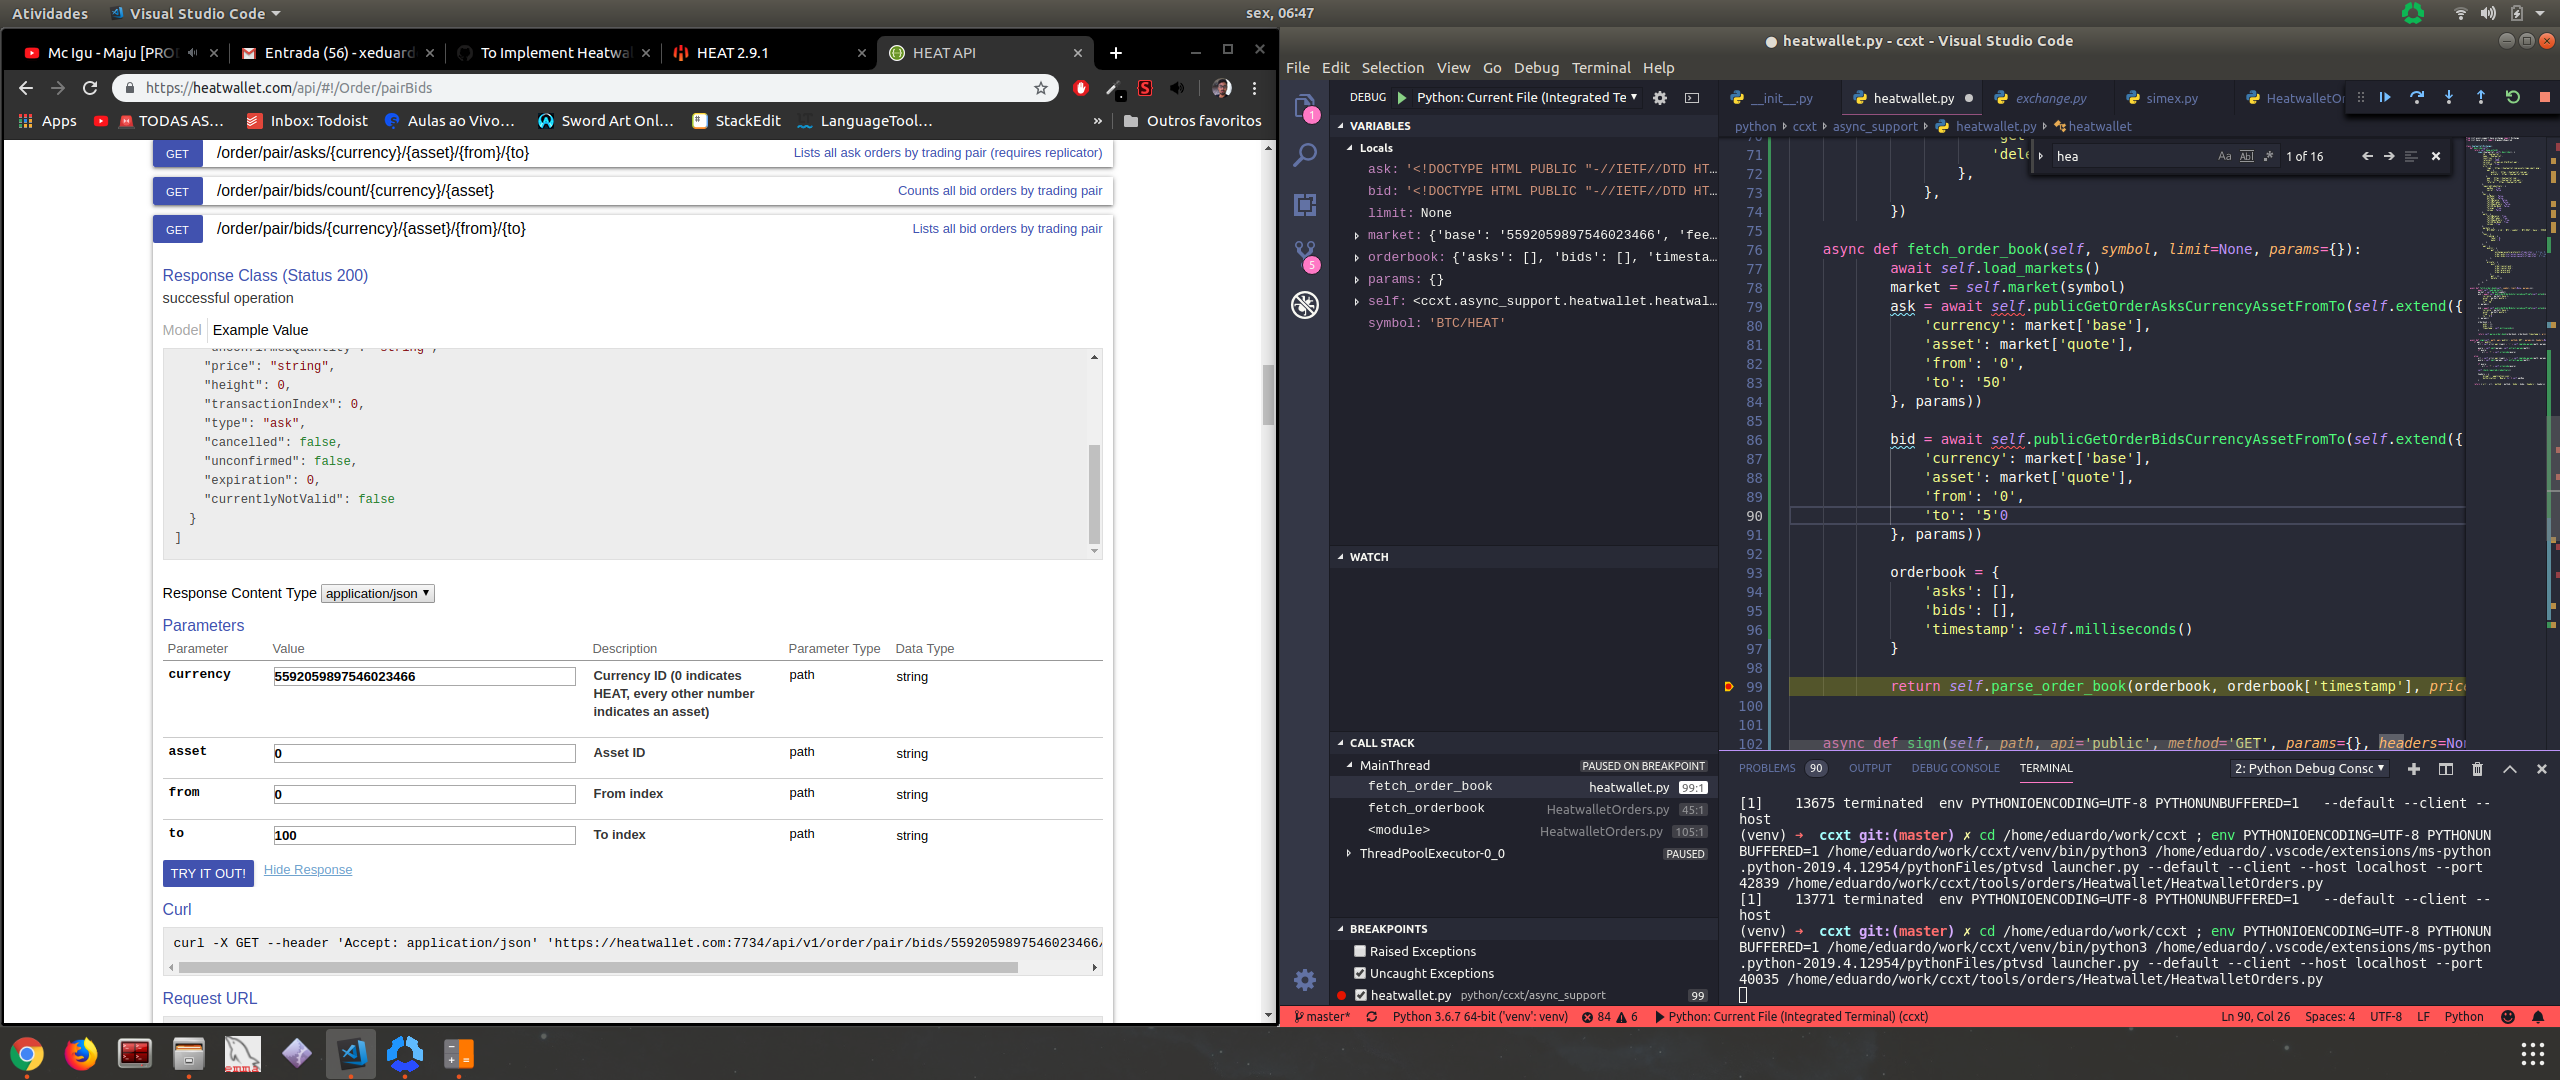 Atividades
Visual Studio Code
sex, 06:47
Mc Igu - Maju [PROD
Entrada (56) - xeduard
To Implement Heatwal
HEAT 2.9.1
HEAT API
https://heatwallet.com/api/#!/Order/pairBids
Apps
TODAS AS…
Inbox: Todoist
Aulas ao Vivo…
Sword Art Onl…
StackEdit
LanguageTool…
»
Outros favoritos
GET /order/pair/asks/{currency}/{asset}/{from}/{to} Lists all ask orders by trading pair (requires replicator)
GET /order/pair/bids/count/{currency}/{asset} Counts all bid orders by trading pair
GET /order/pair/bids/{currency}/{asset}/{from}/{to} Lists all bid orders by trading pair
Response Class (Status 200)
successful operation
Model Example Value
"unconfirmedQuantity": "string",
"price": "string",
"height": 0,
"transactionIndex": 0,
"type": "ask",
"cancelled": false,
"unconfirmed": false,
"expiration": 0,
"currentlyNotValid": false
}
]
Response Content Type application/json
Parameters
Parameter Value Description Parameter Type Data Type
currency 5592059897546023466 Currency ID (0 indicates HEAT, every other number indicates an asset) path string
asset 0 Asset ID path string
from 0 From index path string
to 100 To index path string
TRY IT OUT! Hide Response
Curl
curl -X GET --header 'Accept: application/json' 'https://heatwallet.com:7734/api/v1/order/pair/bids/5592059897546023466/
Request URL
heatwallet.py - ccxt - Visual Studio Code
File Edit Selection View Go Debug Terminal Help
DEBUG Python: Current File (Integrated Te
1
5
VARIABLES
Locals
ask: '<!DOCTYPE HTML PUBLIC "-//IETF//DTD HT…
bid: '<!DOCTYPE HTML PUBLIC "-//IETF//DTD HT…
limit: None
market: {'base': '5592059897546023466', 'fee…
orderbook: {'asks': [], 'bids': [], 'timesta…
params: {}
self: <ccxt.async_support.heatwallet.heatwal…
symbol: 'BTC/HEAT'
WATCH
CALL STACK
MainThread PAUSED ON BREAKPOINT
fetch_order_book heatwallet.py 99:1
fetch_orderbook HeatwalletOrders.py 45:1
<module> HeatwalletOrders.py 105:1
ThreadPoolExecutor-0_0 PAUSED
BREAKPOINTS
Raised Exceptions
Uncaught Exceptions
heatwallet.py python/ccxt/async_support 99
__init__.py heatwallet.py exchange.py simex.py HeatwalletOr
python ccxt async_support heatwallet.py heatwallet
hea Aa Abl .* 1 of 16
71 'dele
72 },
73 },
74 })
75
76 async def fetch_order_book(self, symbol, limit=None, params={}):
77 await self.load_markets()
78 market = self.market(symbol)
79 ask = await self.publicGetOrderAsksCurrencyAssetFromTo(self.extend({
80 'currency': market['base'],
81 'asset': market['quote'],
82 'from': '0',
83 'to': '50'
84 }, params))
85
86 bid = await self.publicGetOrderBidsCurrencyAssetFromTo(self.extend({
87 'currency': market['base'],
88 'asset': market['quote'],
89 'from': '0',
90 'to': '5'0
91 }, params))
92
93 orderbook = {
94 'asks': [],
95 'bids': [],
96 'timestamp': self.milliseconds()
97 }
98
99 return self.parse_order_book(orderbook, orderbook['timestamp'], pric
100
101
102 async def sign(self, path, api='public', method='GET', params={}, headers=Non
PROBLEMS 90 OUTPUT DEBUG CONSOLE TERMINAL 2: Python Debug Consc
[1]    13675 terminated  env PYTHONIOENCODING=UTF-8 PYTHONUNBUFFERED=1   --default --client --
host
(venv) ➜  ccxt git:(master) ✗ cd /home/eduardo/work/ccxt ; env PYTHONIOENCODING=UTF-8 PYTHONUN
BUFFERED=1 /home/eduardo/work/ccxt/venv/bin/python3 /home/eduardo/.vscode/extensions/ms-python
.python-2019.4.12954/pythonFiles/ptvsd_launcher.py --default --client --host localhost --port
42839 /home/eduardo/work/ccxt/tools/orders/Heatwallet/HeatwalletOrders.py
[1]    13771 terminated  env PYTHONIOENCODING=UTF-8 PYTHONUNBUFFERED=1   --default --client --
host
(venv) ➜  ccxt git:(master) ✗ cd /home/eduardo/work/ccxt ; env PYTHONIOENCODING=UTF-8 PYTHONUN
BUFFERED=1 /home/eduardo/work/ccxt/venv/bin/python3 /home/eduardo/.vscode/extensions/ms-python
.python-2019.4.12954/pythonFiles/ptvsd_launcher.py --default --client --host localhost --port
40035 /home/eduardo/work/ccxt/tools/orders/Heatwallet/HeatwalletOrders.py
master* Python 3.6.7 64-bit ('venv': venv) 84 6 Python: Current File (Integrated Terminal) (ccxt) Ln 90, Col 26 Spaces: 4 UTF-8 LF Python